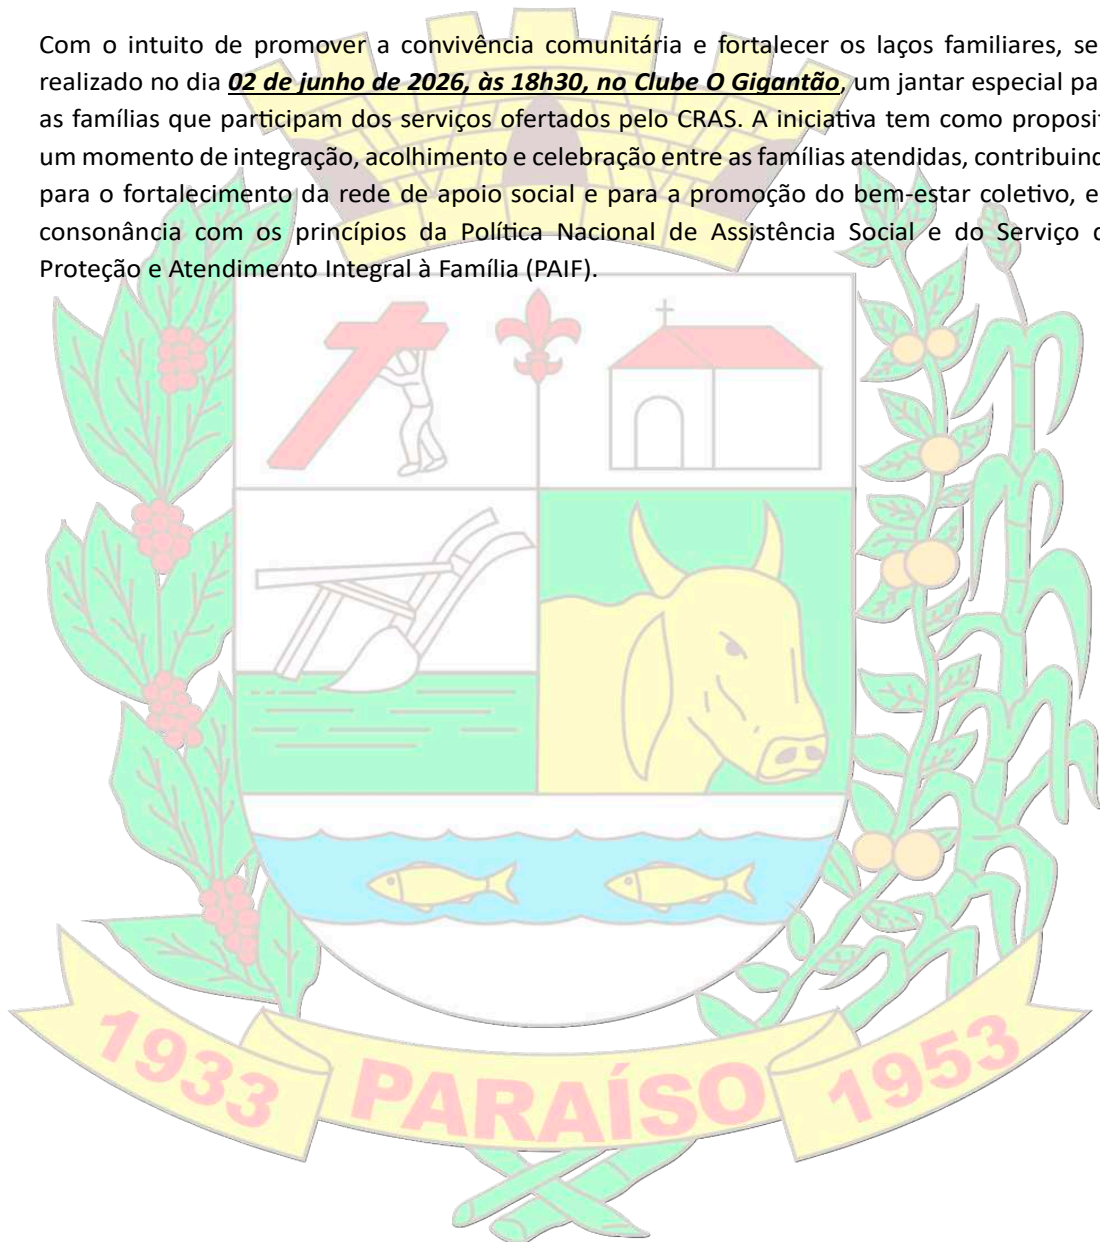 Com o intuito de promover a convivência comunitária e fortalecer os laços familiares, se
realizado no dia 02 de junho de 2026, às 18h30, no Clube O Gigantão, um jantar especial pa
as famílias que participam dos serviços ofertados pelo CRAS. A iniciativa tem como proposit
um momento de integração, acolhimento e celebração entre as famílias atendidas, contribuind
para o fortalecimento da rede de apoio social e para a promoção do bem-estar coletivo, e
consonância com os princípios da Política Nacional de Assistência Social e do Serviço d
Proteção e Atendimento Integral à Família (PAIF).
1933 PARAÍSO 1953